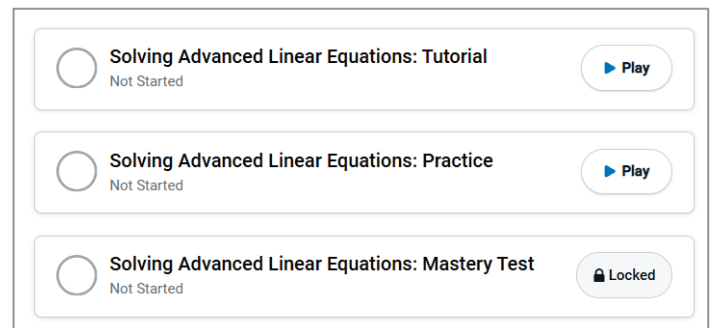 Solving Advanced Linear Equations: Tutorial
Not Started
Play
Solving Advanced Linear Equations: Practice
Not Started
Play
Solving Advanced Linear Equations: Mastery Test
Not Started
Locked